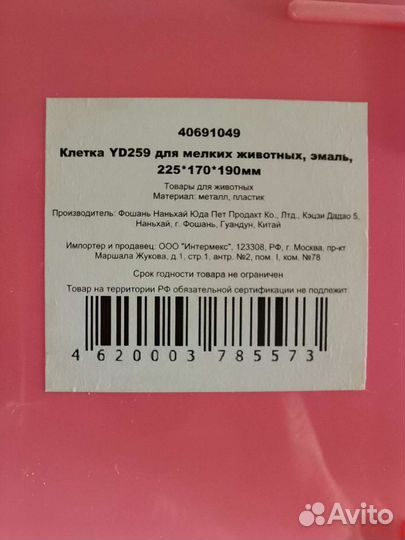 40691049
Клетка YD259 для мелких животных, эмаль,
225*170*190мм
Товары для животных
Материал: металл, пластик
Производитель: Фошань Наньхай Юда Пет Продакт Ко., Лтд., Кэцзи Дадао 5,
Наньхай, г. Фошань, Гуандун, Китай
Импортер и продавец: ООО "Интермекс", 123308, РФ, г. Москва, пр-кт
Маршала Жукова, д.1, стр.1, антр. №2, пом. I, ком. №78
Срок годности товара не ограничен
Товар на территории РФ обязательной сертификации не подлежит
4 620003 785573
Avito